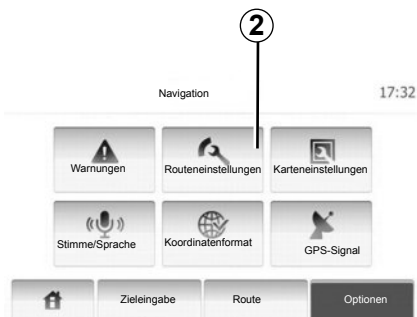 2
Navigation 17:32
Warnungen Routeneinstellungen Karteneinstellungen
Stimme/Sprache Koordinatenformat GPS-Signal
Zieleingabe Route Optionen